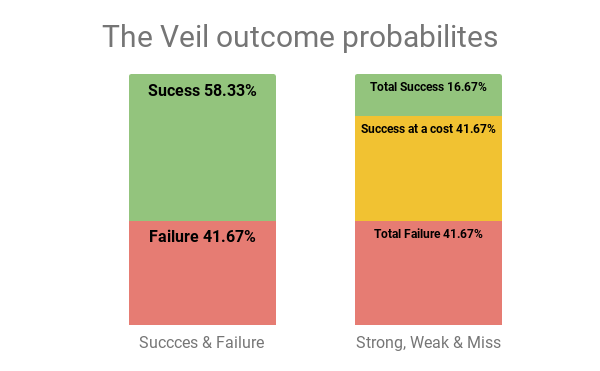 The Veil outcome probabilites
Sucess 58.33%
Failure 41.67%
Total Success 16.67%
Success at a cost 41.67%
Total Failure 41.67%
Succces & Failure
Strong, Weak & Miss